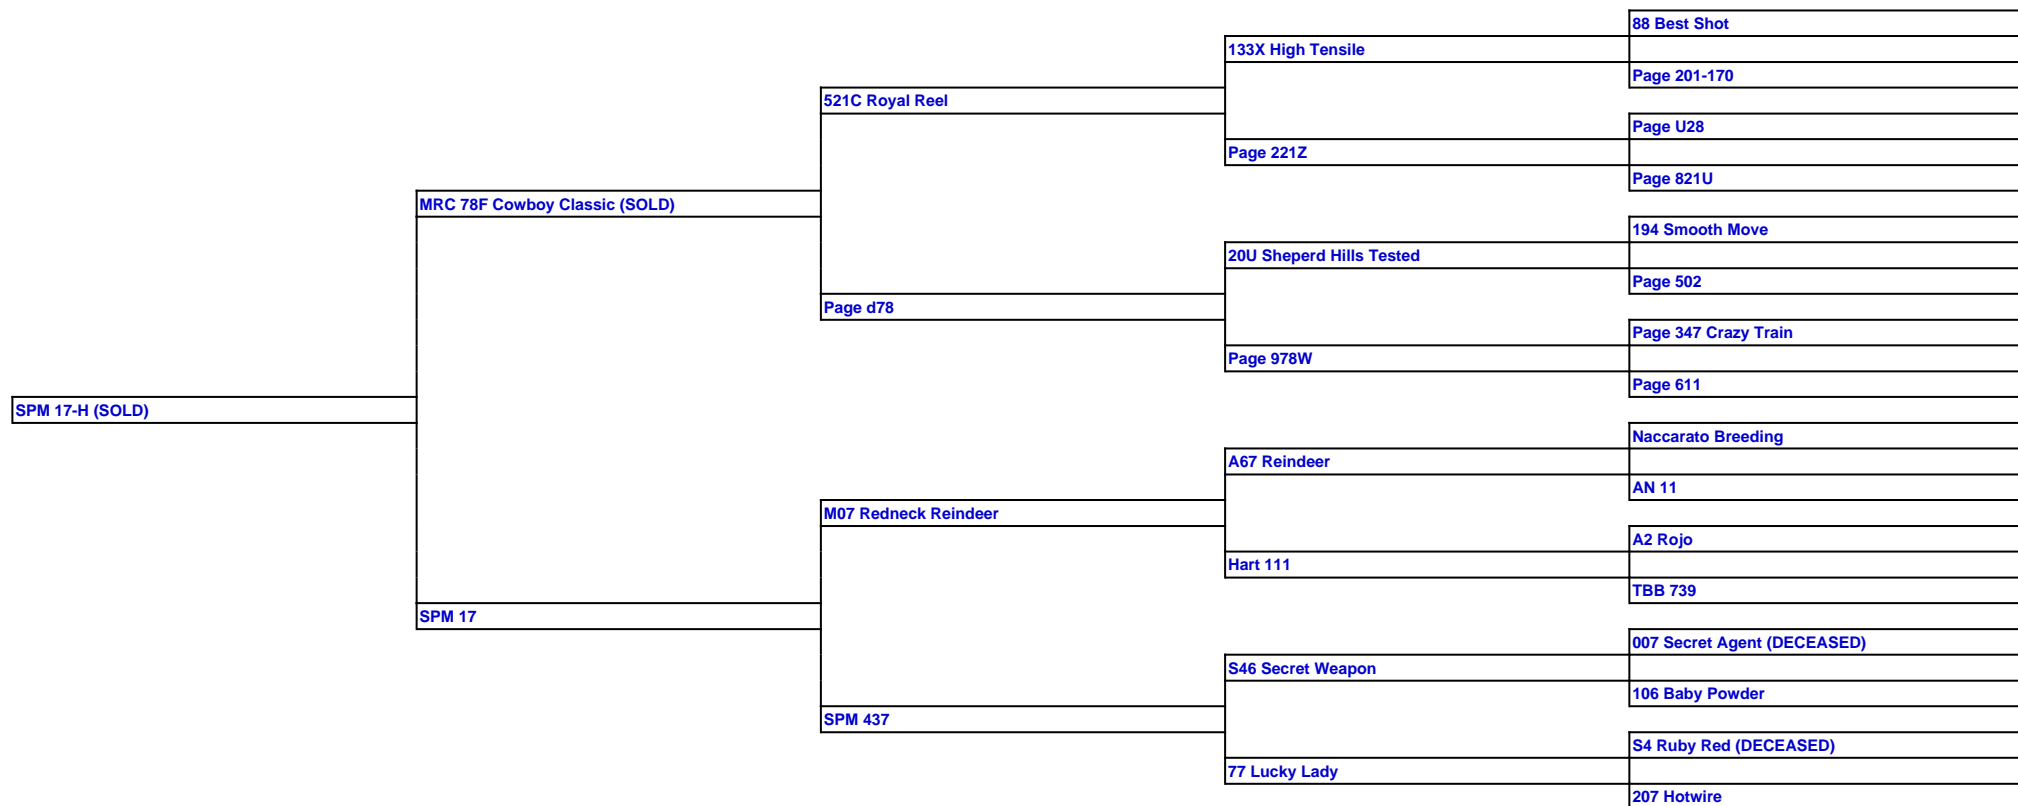 88 Best Shot
133X High Tensile
Page 201-170
521C Royal Reel
Page U28
Page 221Z
Page 821U
MRC 78F Cowboy Classic (SOLD)
194 Smooth Move
20U Sheperd Hills Tested
Page 502
Page d78
Page 347 Crazy Train
Page 978W
Page 611
SPM 17-H (SOLD)
Naccarato Breeding
A67 Reindeer
AN 11
M07 Redneck Reindeer
A2 Rojo
Hart 111
TBB 739
SPM 17
007 Secret Agent (DECEASED)
S46 Secret Weapon
106 Baby Powder
SPM 437
S4 Ruby Red (DECEASED)
77 Lucky Lady
207 Hotwire